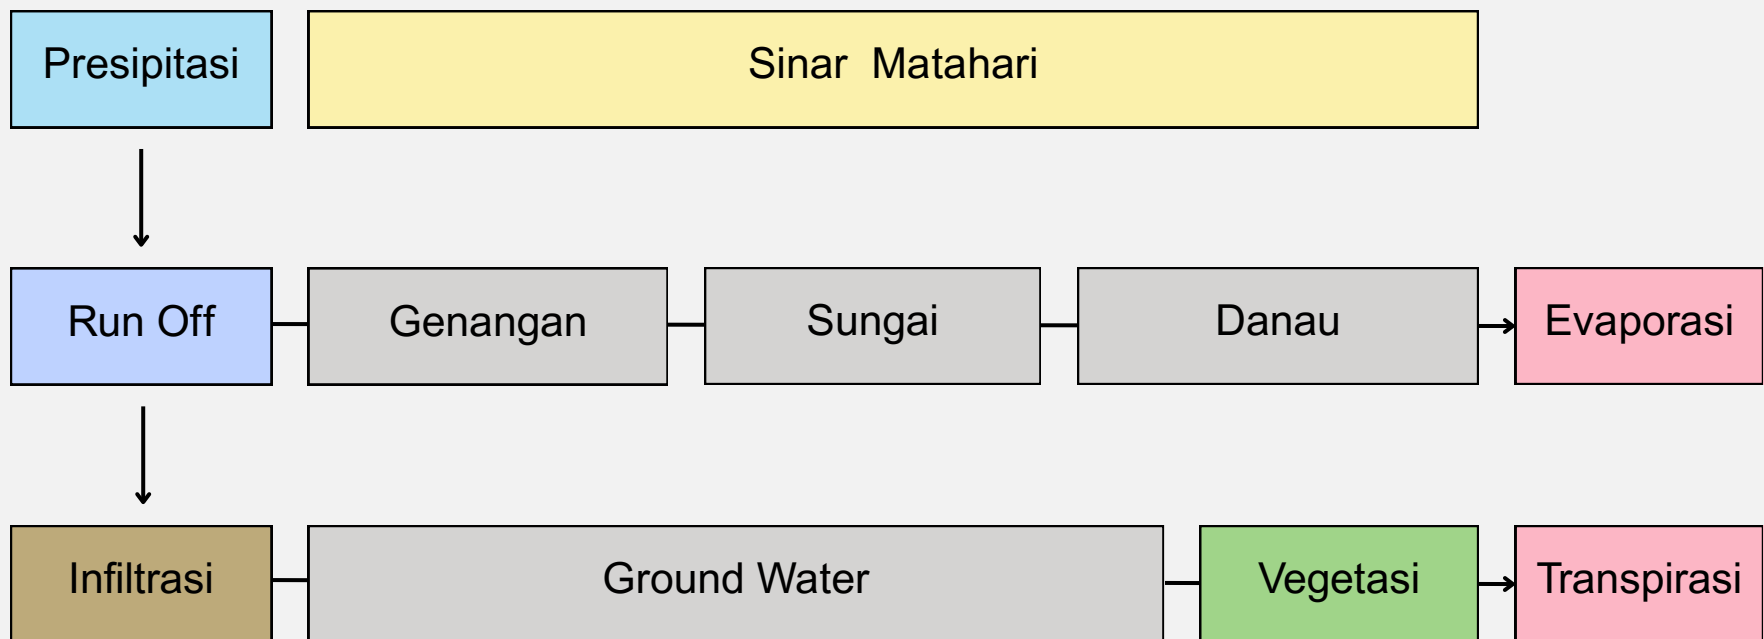 Presipitasi
Sinar Matahari
Run Off
Genangan
Sungai
Danau
Evaporasi
Infiltrasi
Ground Water
Vegetasi
Transpirasi